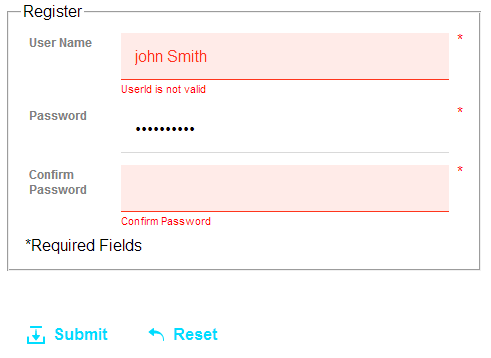 Register
User Name *
john Smith
UserId is not valid
Password *
••••••••••
Confirm
Password *
Confirm Password
*Required Fields
Submit Reset